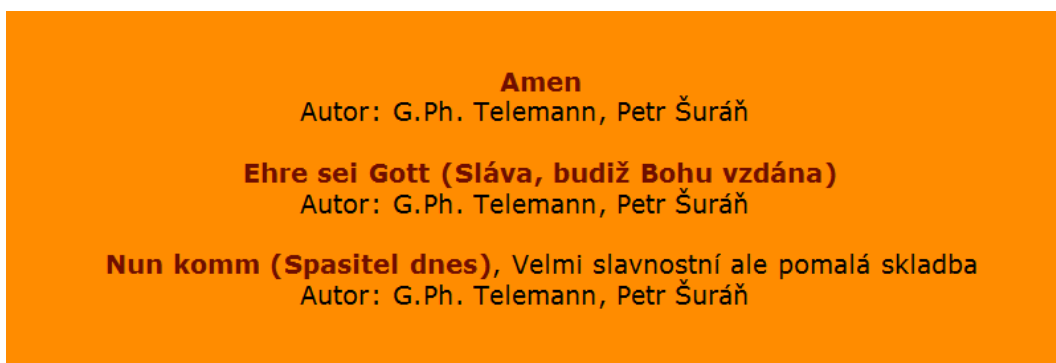 Amen
Autor: G.Ph. Telemann, Petr Šuráň
Ehre sei Gott (Sláva, budiž Bohu vzdána)
Autor: G.Ph. Telemann, Petr Šuráň
Nun komm (Spasitel dnes), Velmi slavnostní ale pomalá skladba
Autor: G.Ph. Telemann, Petr Šuráň